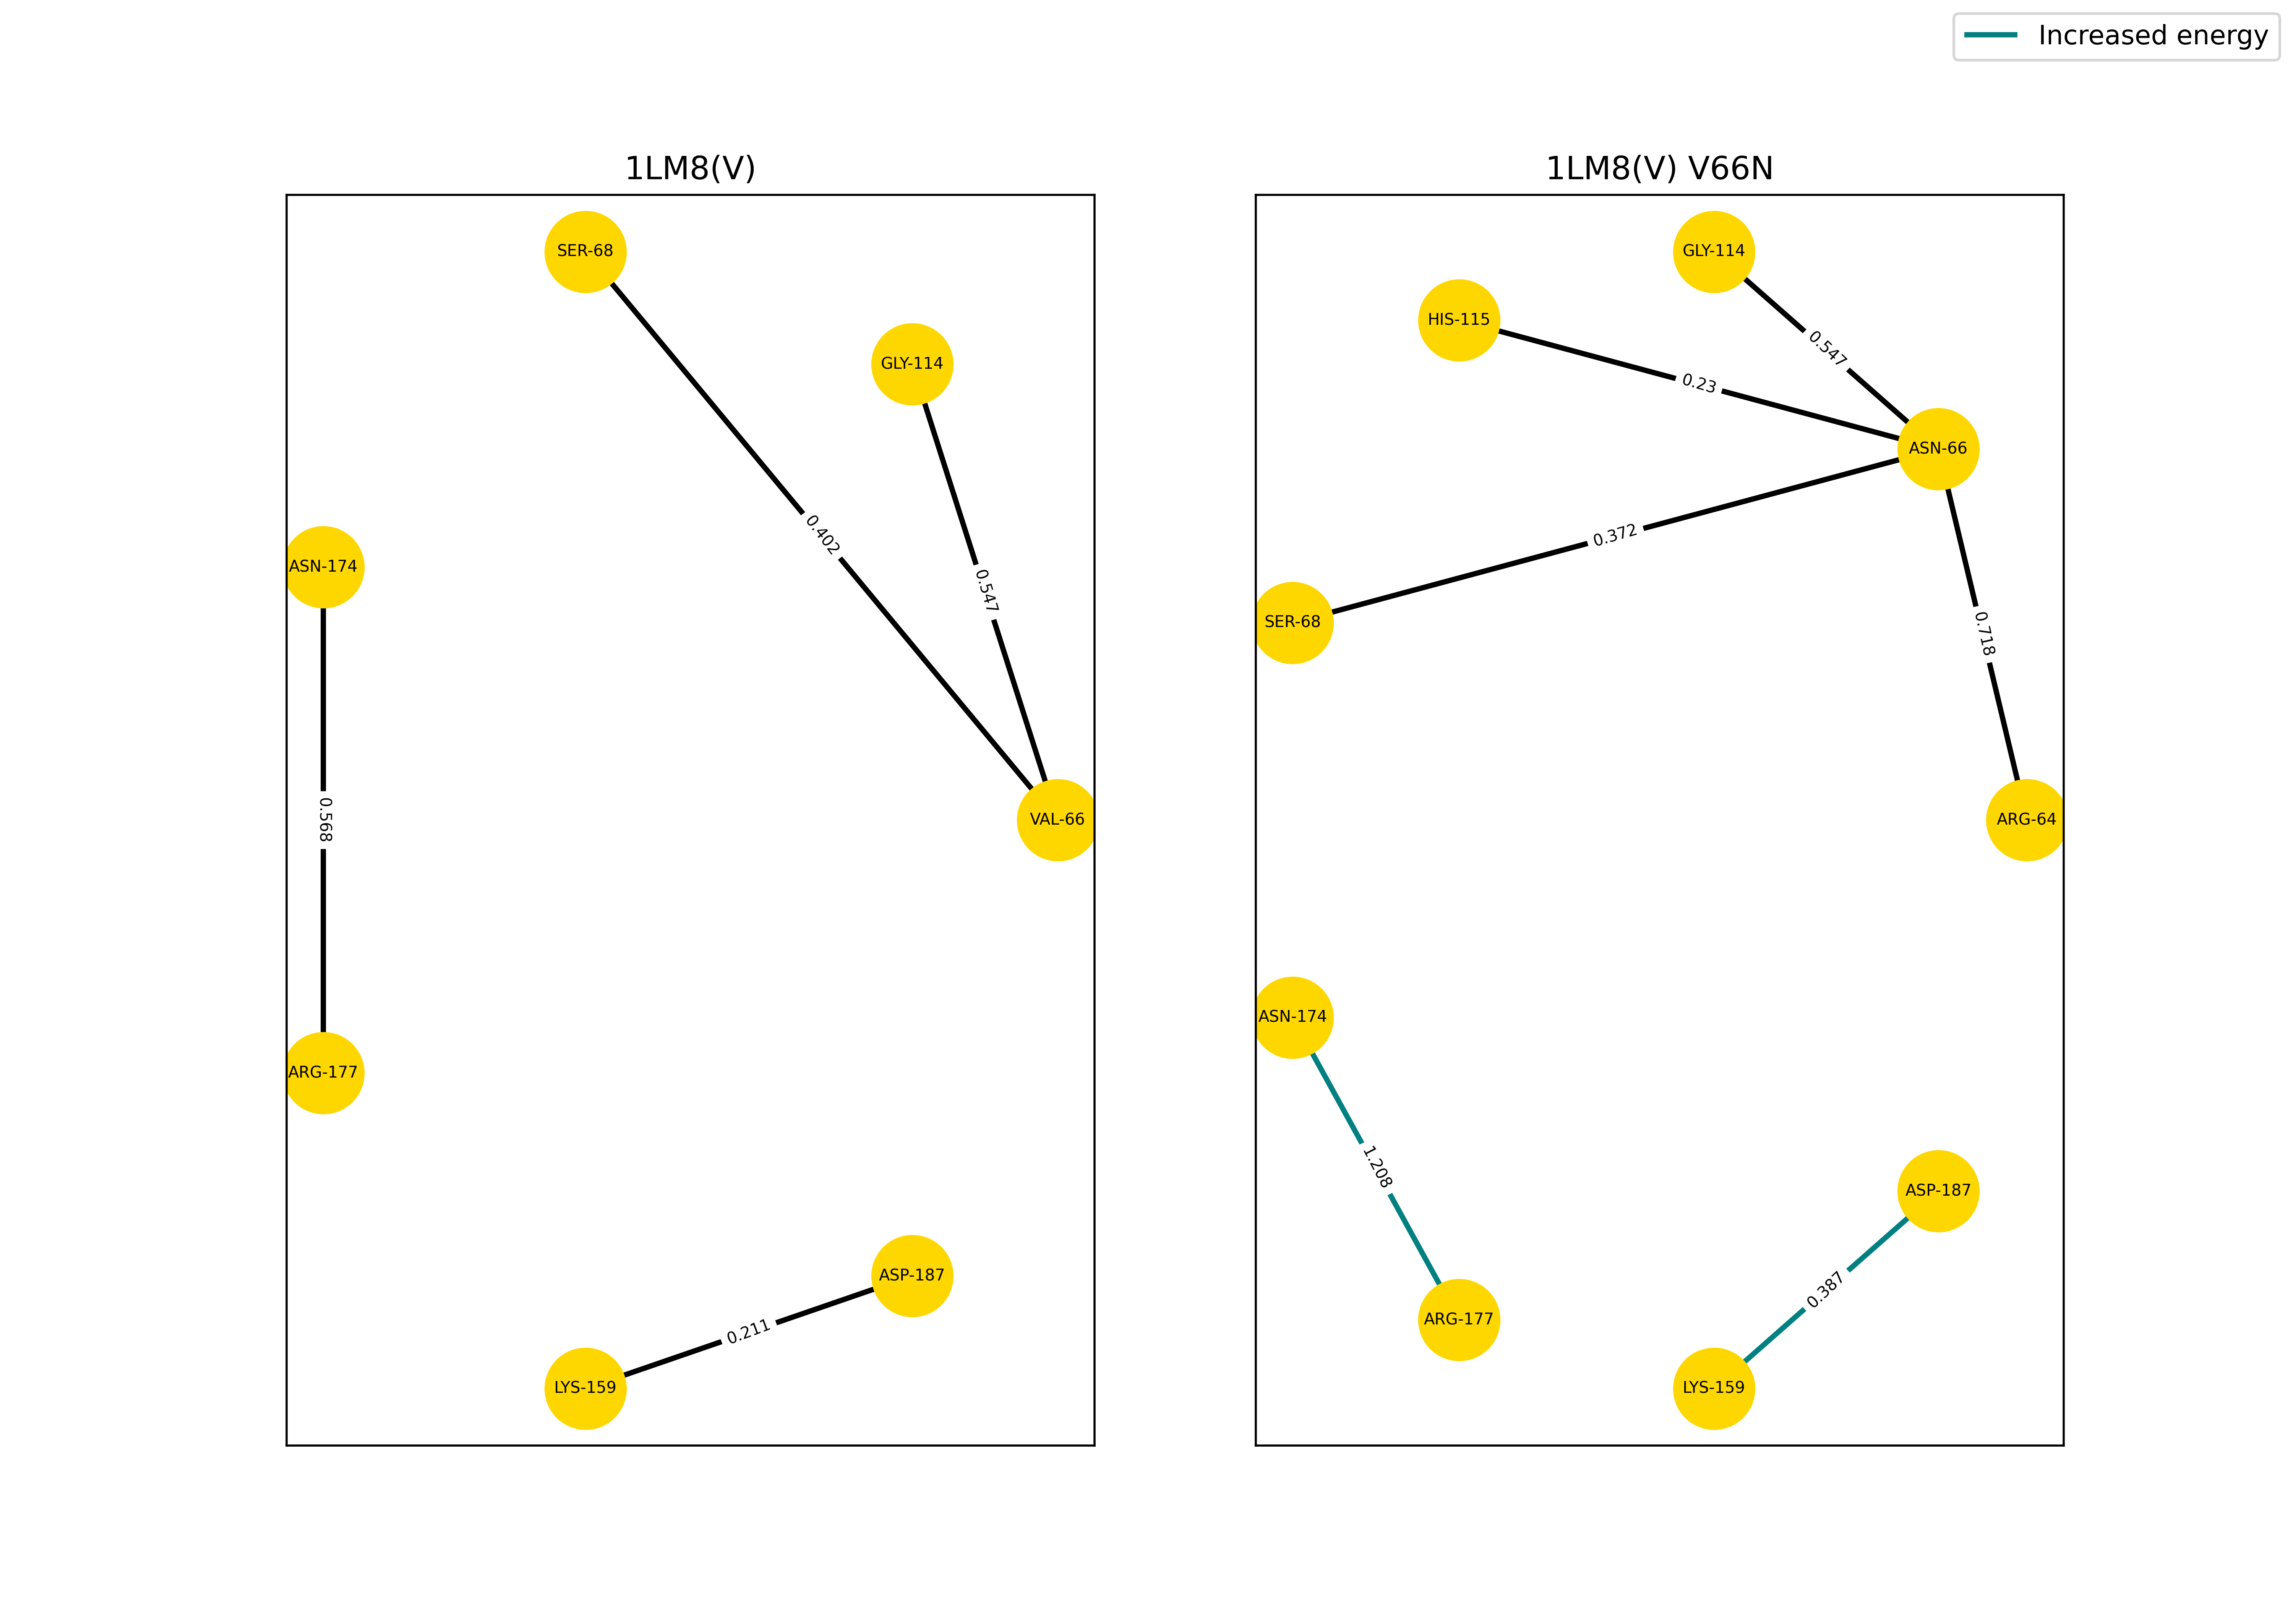 Increased energy
1LM8(V)
SER-68
GLY-114
0.402
0.547
ASN-174
VAL-66
0.568
ARG-177
ASP-187
0.211
LYS-159
1LM8(V) V66N
GLY-114
HIS-115
0.547
0.23
ASN-66
0.372
SER-68
0.718
ARG-64
ASN-174
1.208
ASP-187
0.387
ARG-177
LYS-159